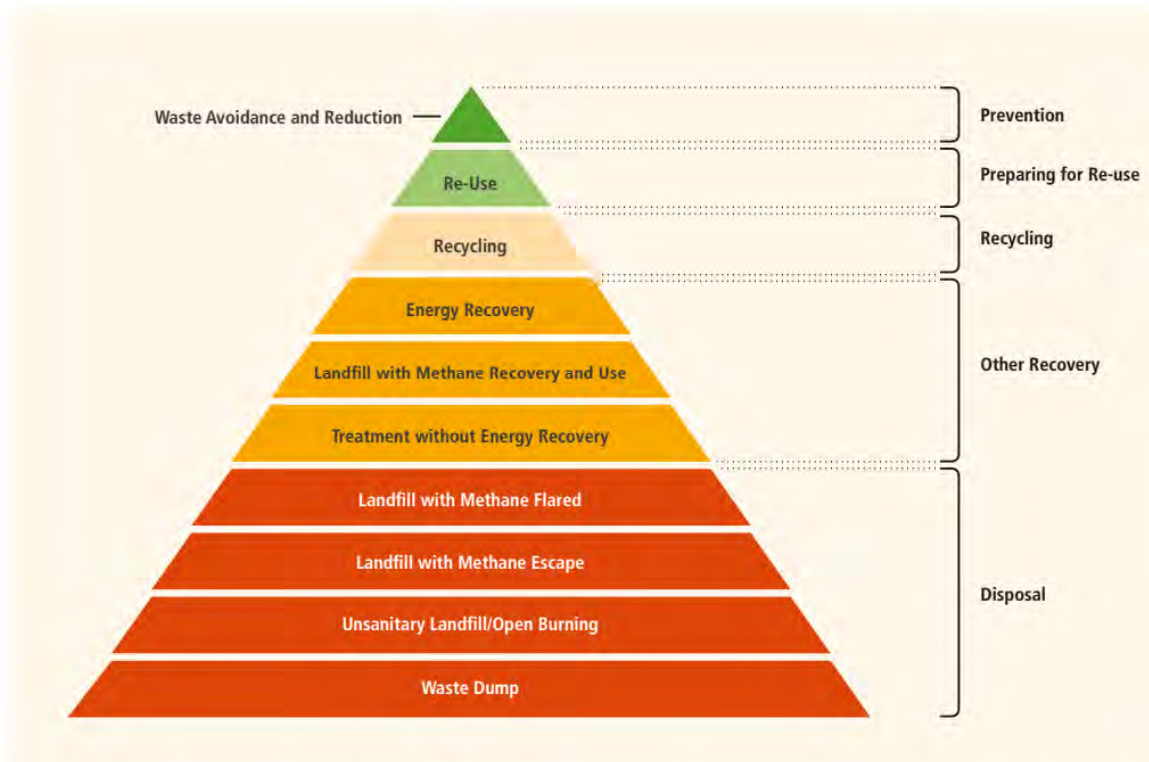 Waste Avoidance and Reduction
Prevention
Re-Use
Preparing for Re-use
Recycling
Recycling
Energy Recovery
Landfill with Methane Recovery and Use
Other Recovery
Treatment without Energy Recovery
Landfill with Methane Flared
Landfill with Methane Escape
Disposal
Unsanitary Landfill/Open Burning
Waste Dump